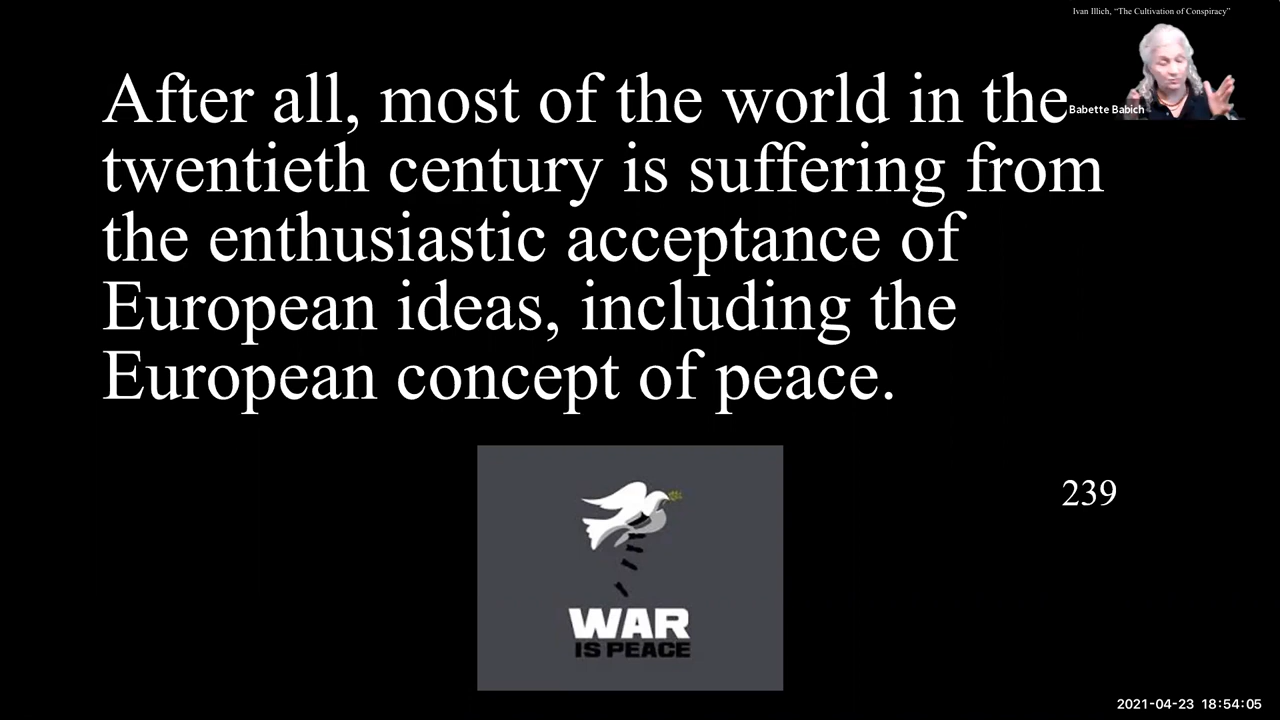 Ivan Illich, “The Cultivation of Conspiracy”
After all, most of the world in the
twentieth century is suffering from
the enthusiastic acceptance of
European ideas, including the
European concept of peace.
Babette Babich
239
WAR
IS PEACE
2021-04-23 18:54:05